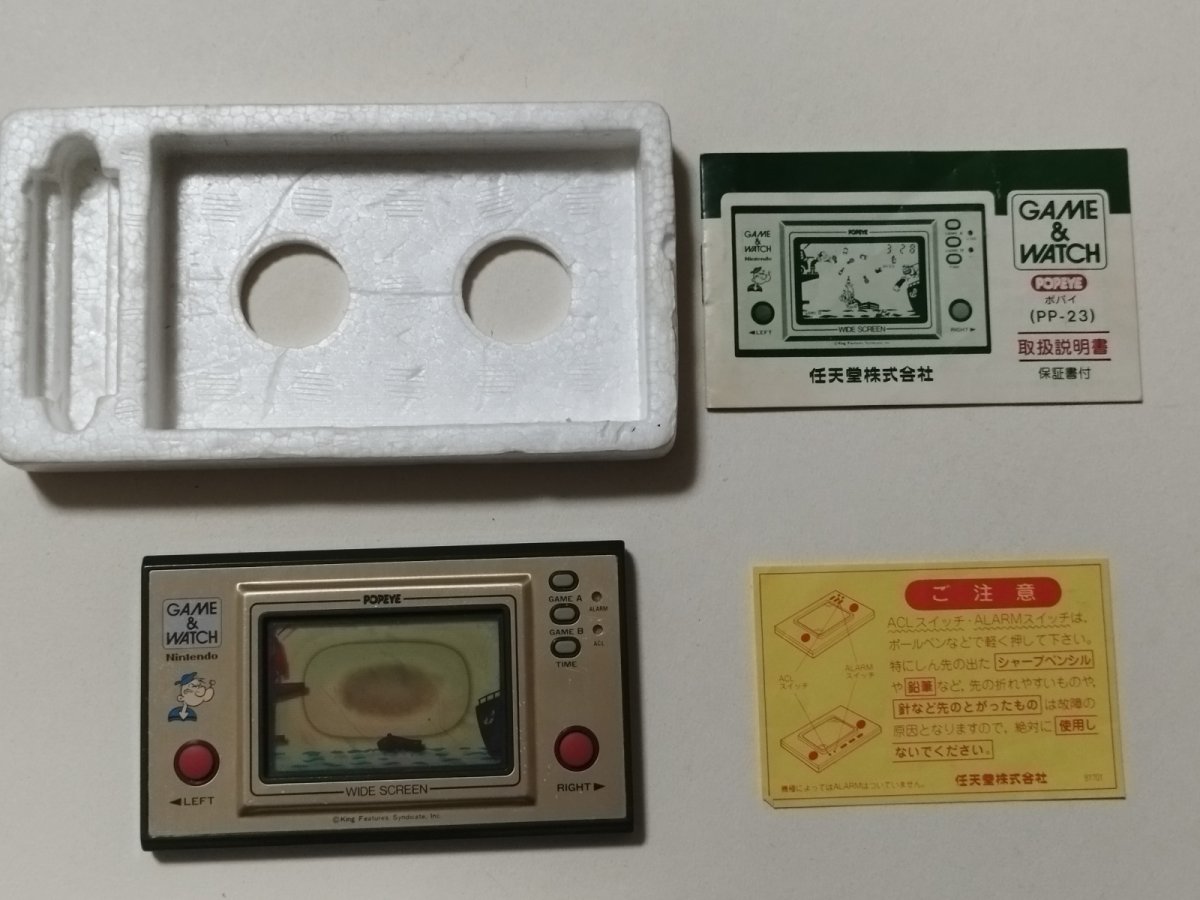 GAME
&
WATCH
Nintendo
POPEYE
3 28
GAME A
GAME B
TIME
◀LEFT
RIGHT▶
WIDE SCREEN
©King Features Syndicate, Inc.
任天堂株式会社
GAME
&
WATCH
POPEYE
ポパイ
(PP-23)
取扱説明書
保証書付
GAME
&
WATCH
Nintendo
POPEYE
GAME A
ALARM
GAME B
ACL
TIME
◀LEFT
WIDE SCREEN
RIGHT▶
©King Features Syndicate, Inc.
ご注意
ACLスイッチ・ALARMスイッチは、
ボールペンなどで軽く押して下さい。
特にしん先の出たシャープペンシル
や鉛筆など、先の折れやすいものや、
針など先のとがったものは故障の
原因となりますので、絶対に使用し
ないでください。
ACL
スイッチ
ALARM
スイッチ
機種によってはALARMはついていません。
任天堂株式会社